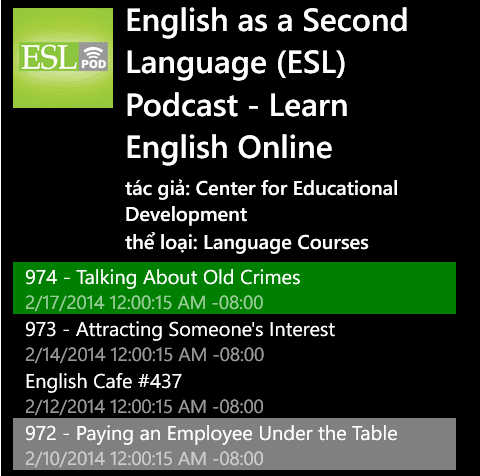 ESL POD
English as a Second
Language (ESL)
Podcast - Learn
English Online
tác giả: Center for Educational
Development
thể loại: Language Courses
974 - Talking About Old Crimes
2/17/2014 12:00:15 AM -08:00
973 - Attracting Someone's Interest
2/14/2014 12:00:15 AM -08:00
English Cafe #437
2/12/2014 12:00:15 AM -08:00
972 - Paying an Employee Under the Table
2/10/2014 12:00:15 AM -08:00